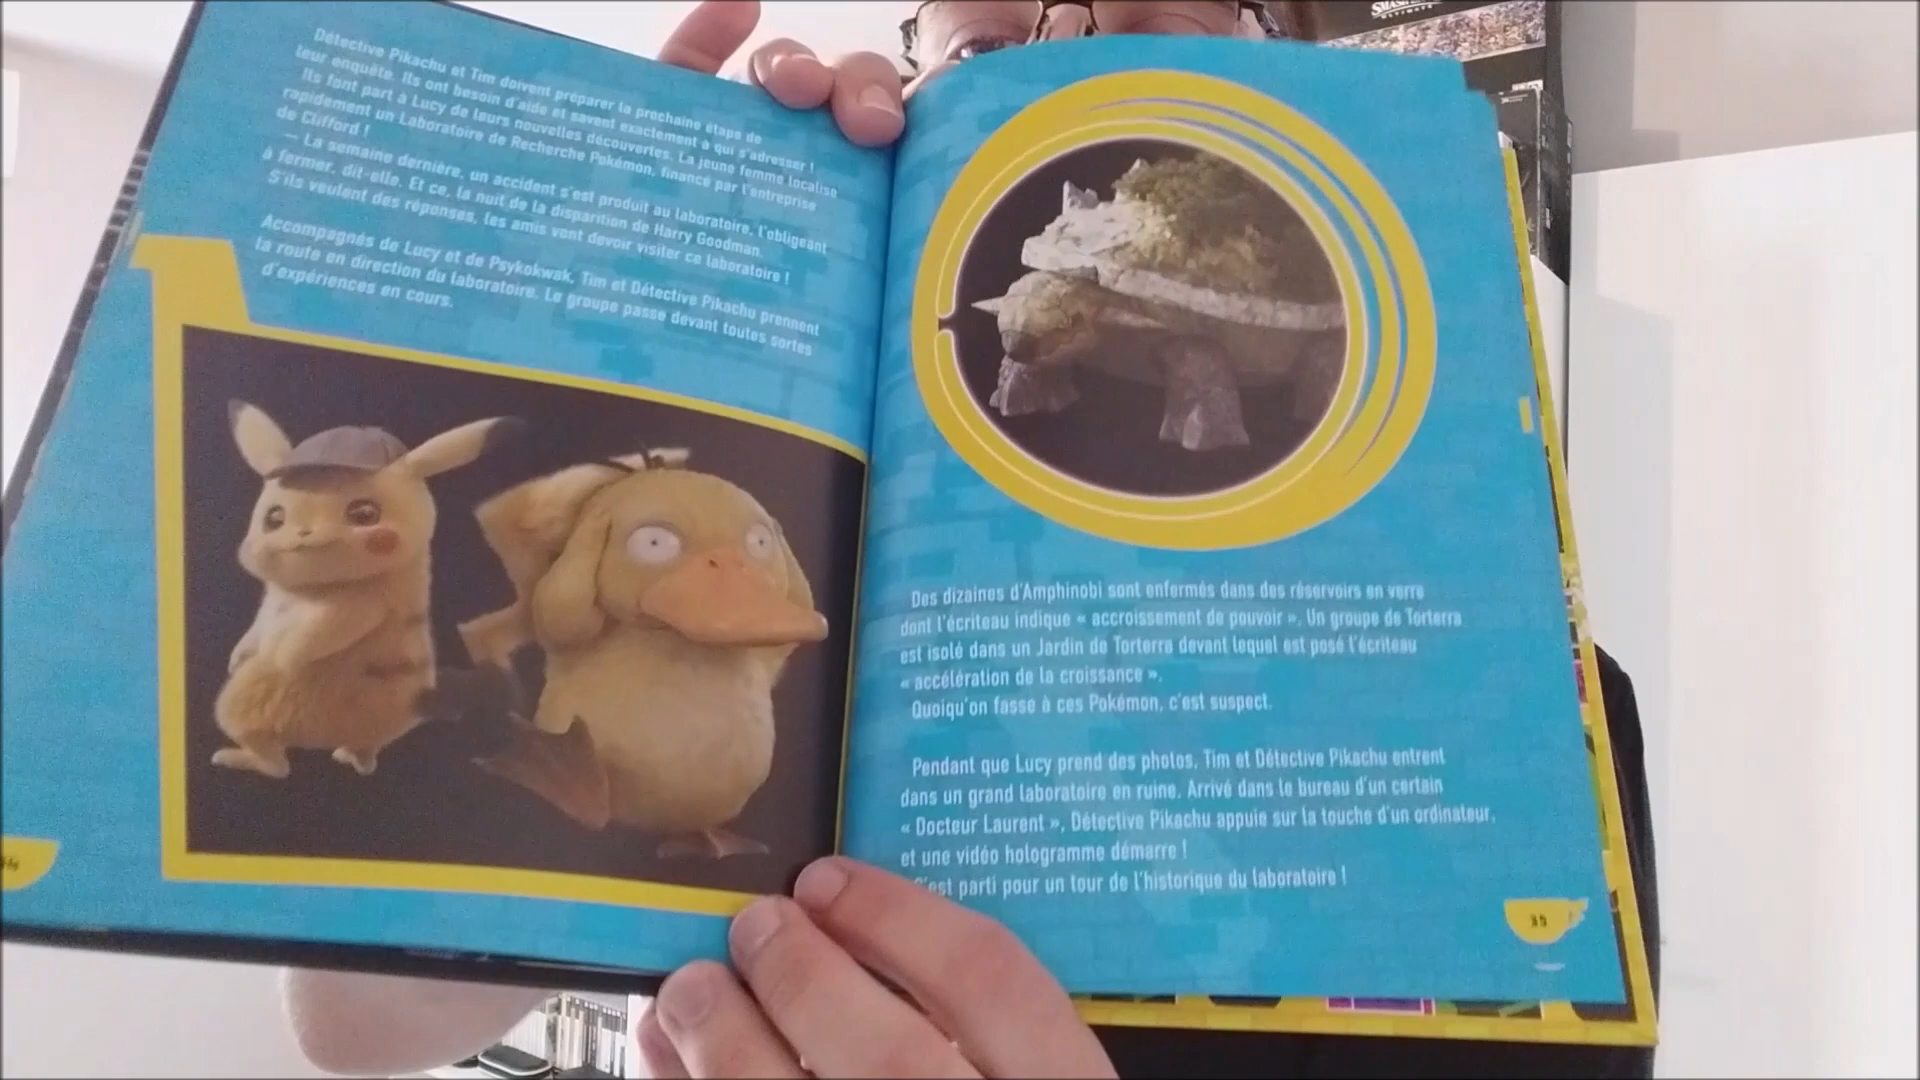 Détective Pikachu et Tim doivent préparer la prochaine étape de
leur enquête. Ils ont besoin d'aide et savent exactement à qui s'adresser !
Ils font part à Lucy de leurs nouvelles découvertes. La jeune femme localise
rapidement un Laboratoire de Recherche Pokémon, financé par l'entreprise
de Clifford !
— La semaine dernière, un accident s'est produit au laboratoire, l'obligeant
à fermer, dit-elle. Et ce, la nuit de la disparition de Harry Goodman.
S'ils veulent des réponses, les amis vont devoir visiter ce laboratoire !
Accompagnés de Lucy et de Psykokwak, Tim et Détective Pikachu prennent
la route en direction du laboratoire. Le groupe passe devant toutes sortes
d'expériences en cours.
Des dizaines d'Amphinobi sont enfermés dans des réservoirs en verre
dont l'écriteau indique « accroissement de pouvoir ». Un groupe de Torterra
est isolé dans un Jardin de Torterra devant lequel est posé l'écriteau
« accélération de la croissance ».
Quoiqu'on fasse à ces Pokémon, c'est suspect.
Pendant que Lucy prend des photos, Tim et Détective Pikachu entrent
dans un grand laboratoire en ruine. Arrivé dans le bureau d'un certain
« Docteur Laurent », Détective Pikachu appuie sur la touche d'un ordinateur,
et une vidéo hologramme démarre !
C'est parti pour un tour de l'historique du laboratoire !
35
ULTIMATE